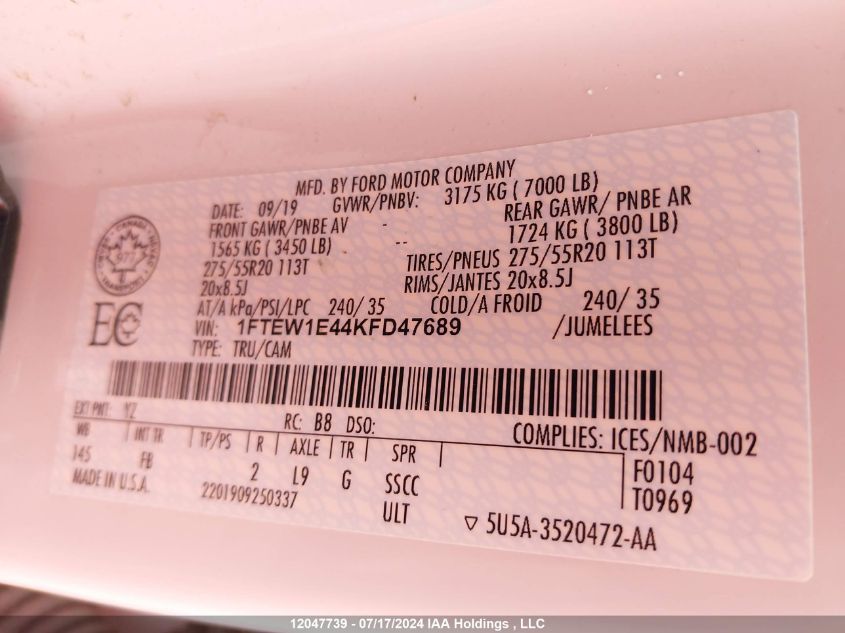 MFD. BY FORD MOTOR COMPANY
DATE: 09/19 GVWR/PNBV: 3175 KG ( 7000 LB)
FRONT GAWR/PNBE AV - REAR GAWR/ PNBE AR
1565 KG ( 3450 LB) -- 1724 KG ( 3800 LB)
275/55R20 113T TIRES/PNEUS 275/55R20 113T
20x8.5J RIMS/JANTES 20x8.5J
AT/A kPa/PSI/LPC 240/ 35 COLD/A FROID 240/ 35
VIN: 1FTEW1E44KFD47689 /JUMELEES
TYPE: TRU/CAM
CANADA
EC
EXT PNT: YZ RC: B8 DSO: COMPLIES: ICES/NMB-002
WB INT TR TP/PS R AXLE TR SPR
145 FB 2 L9 G SSCC F0104
MADE IN U.S.A. 2201909250337 ULT T0969
▽ 5U5A-3520472-AA
12047739 - 07/17/2024 IAA Holdings , LLC